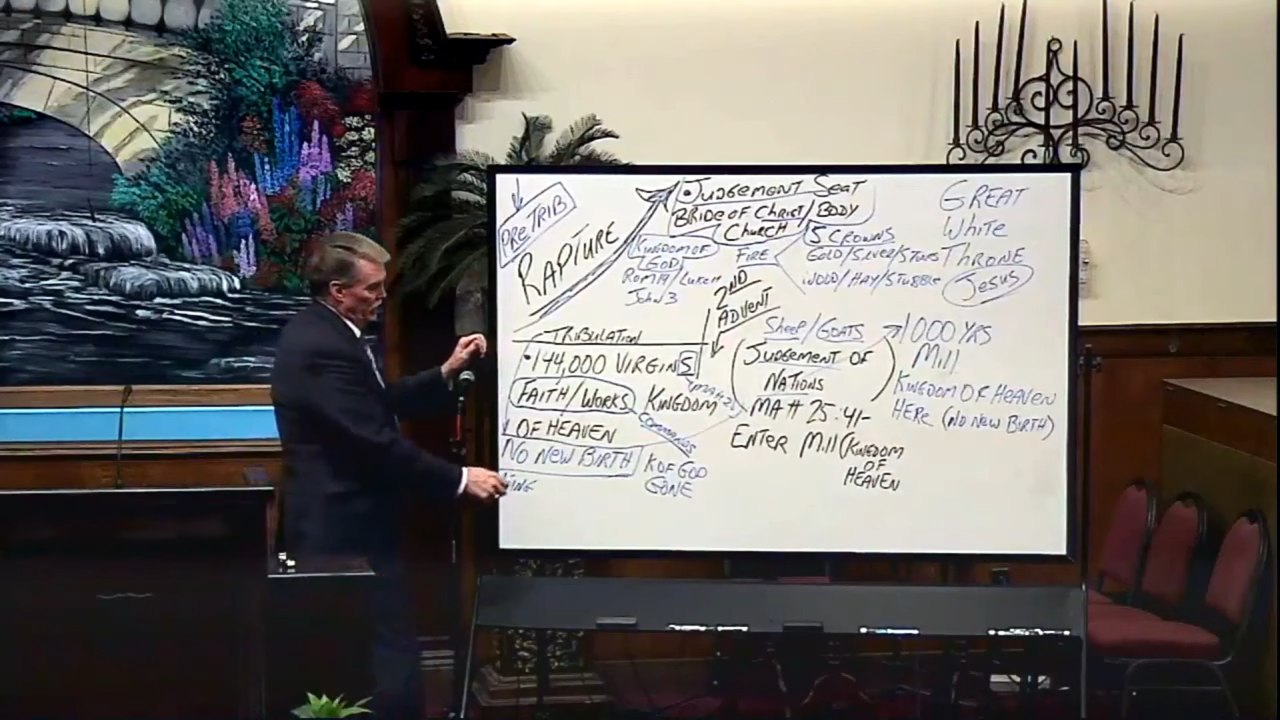 PRE TRIB
RAPTURE
JUDGEMENT SEAT
BRIDE OF CHRIST/BODY
CHURCH
KINGDOM OF
GOD
ROM 14/LUKE 17
JOHN 3
FIRE
5 CROWNS
GOLD/SILVER/STONES
WOOD/HAY/STUBBLE
GREAT
WHITE
THRONE
JESUS
2ND
ADVENT
TRIBULATION
144,000 VIRGINS
FAITH/WORKS
KINGDOM
OF HEAVEN
COMMANDS
NO NEW BIRTH
K OF GOD
GONE
SHEEP/GOATS
JUDGEMENT OF
NATIONS
MATT 25:41-
ENTER MILL (KINGDOM
OF
HEAVEN
1000 YRS
MILL
KINGDOM OF HEAVEN
HERE (NO NEW BIRTH)